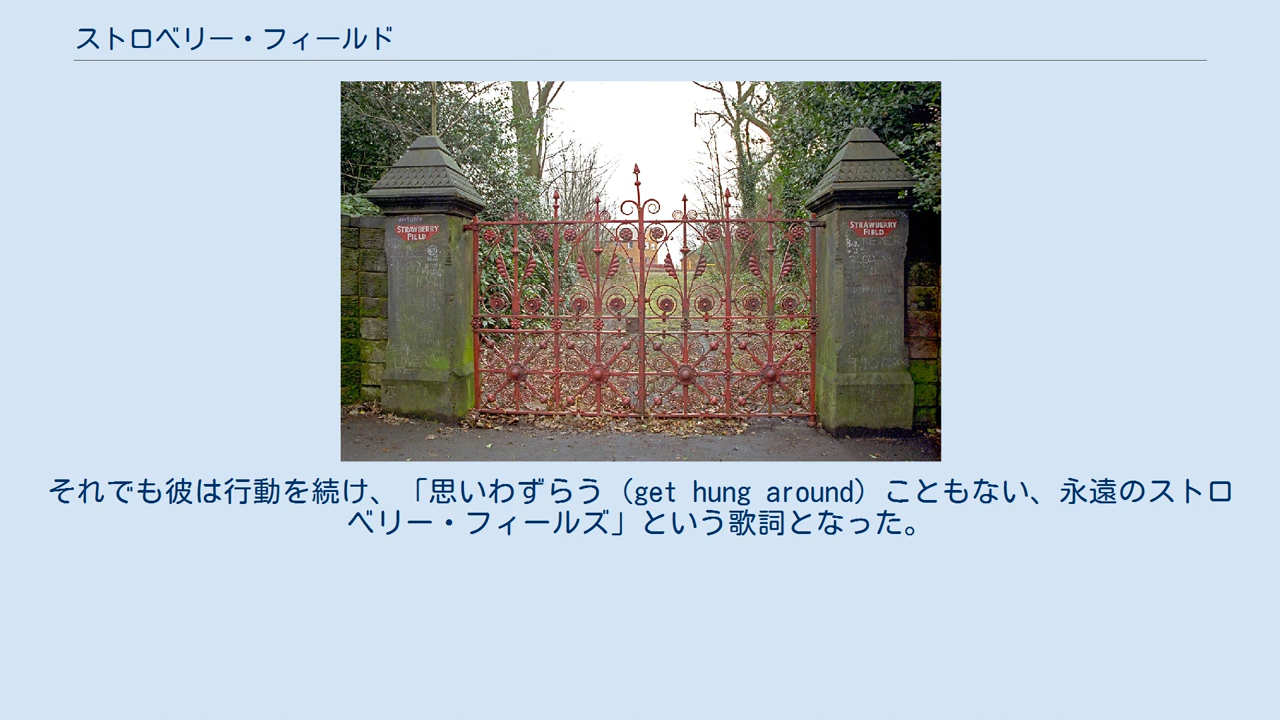 ストロベリー・フィールド
STRAWBERRY
FIELD
STRAWBERRY
FIELD
それでも彼は行動を続け、「思いわずらう（get hung around）こともない、永遠のストロ
ベリー・フィールズ」という歌詞となった。